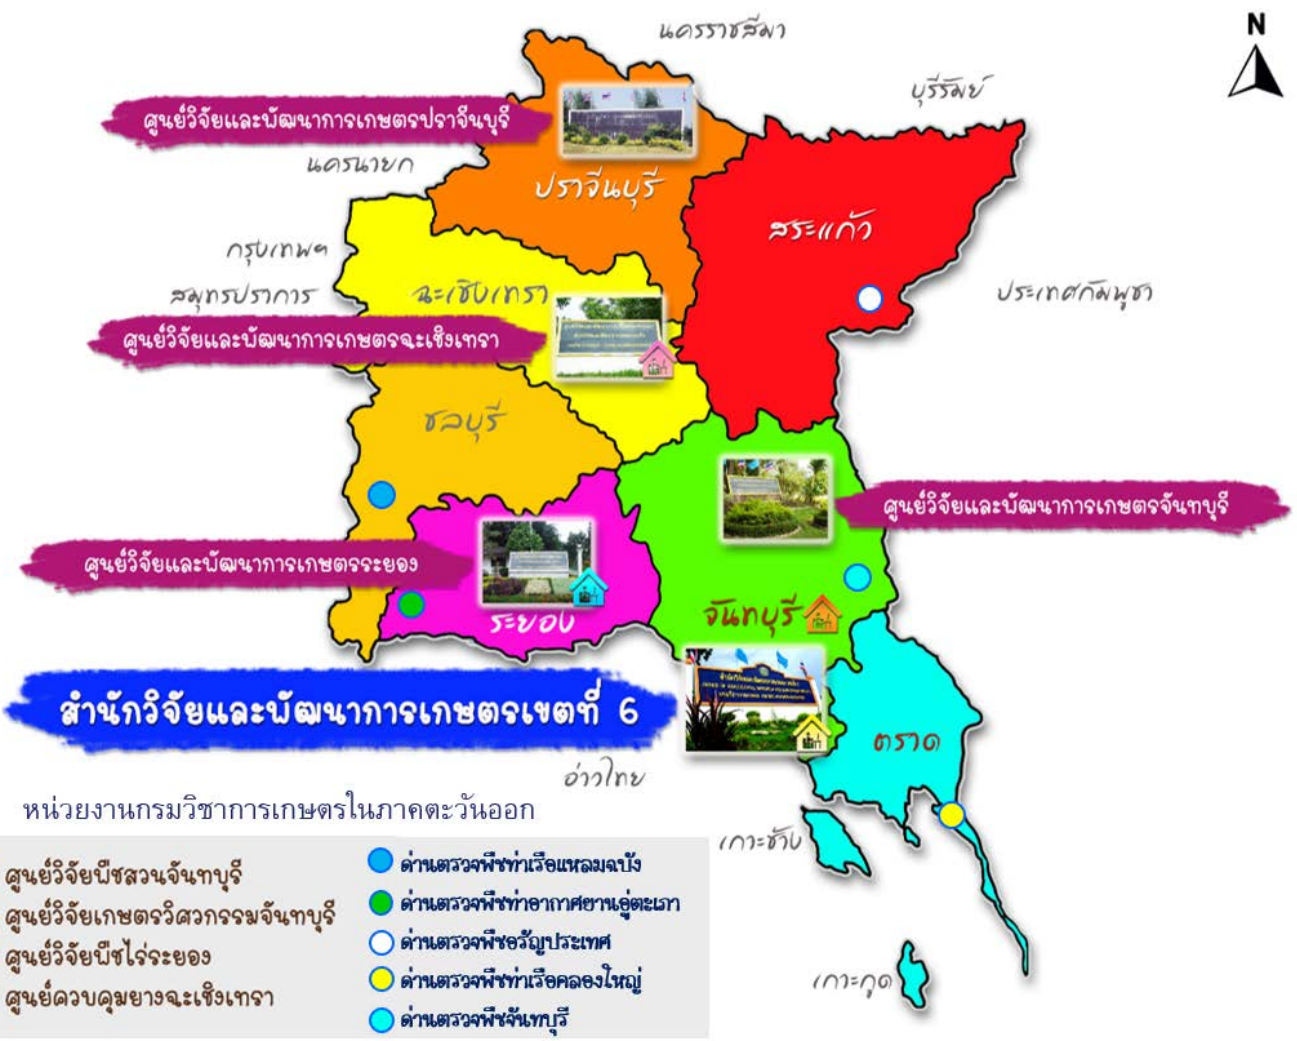 นครราชสีมา
N
บุรีรัมย์
ศูนย์วิจัยและพัฒนาการเกษตรปราจีนบุรี
นครนายก
ปราจีนบุรี
สระแก้ว
กรุงเทพฯ
สมุทรปราการ
ฉะเชิงเทรา
ประเทศกัมพูชา
ศูนย์วิจัยและพัฒนาการเกษตรฉะเชิงเทรา
ชลบุรี
ศูนย์วิจัยและพัฒนาการเกษตรจันทบุรี
ศูนย์วิจัยและพัฒนาการเกษตรระยอง
ระยอง
จันทบุรี
สำนักวิจัยและพัฒนาการเกษตรเขตที่ 6
ตราด
อ่าวไทย
เกาะช้าง
เกาะกูด
หน่วยงานกรมวิชาการเกษตรในภาคตะวันออก
ศูนย์วิจัยพืชสวนจันทบุรี
ศูนย์วิจัยเกษตรวิศวกรรมจันทบุรี
ศูนย์วิจัยพืชไร่ระยอง
ศูนย์ควบคุมยางฉะเชิงเทรา
ด่านตรวจพืชท่าเรือแหลมฉบัง
ด่านตรวจพืชท่าอากาศยานอู่ตะเภา
ด่านตรวจพืชอรัญประเทศ
ด่านตรวจพืชท่าเรือคลองใหญ่
ด่านตรวจพืชจันทบุรี